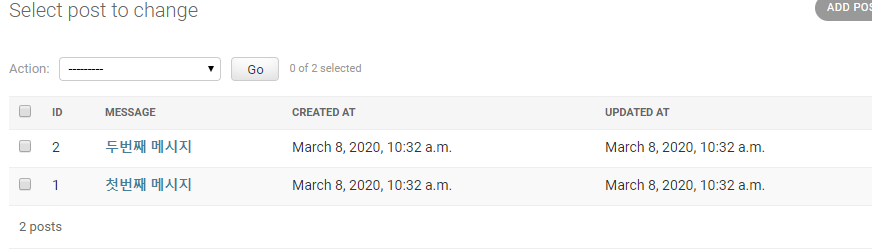 Select post to change
ADD POS
Action: --------- Go 0 of 2 selected
ID MESSAGE CREATED AT UPDATED AT
2 두번째 메시지 March 8, 2020, 10:32 a.m. March 8, 2020, 10:32 a.m.
1 첫번째 메시지 March 8, 2020, 10:32 a.m. March 8, 2020, 10:32 a.m.
2 posts